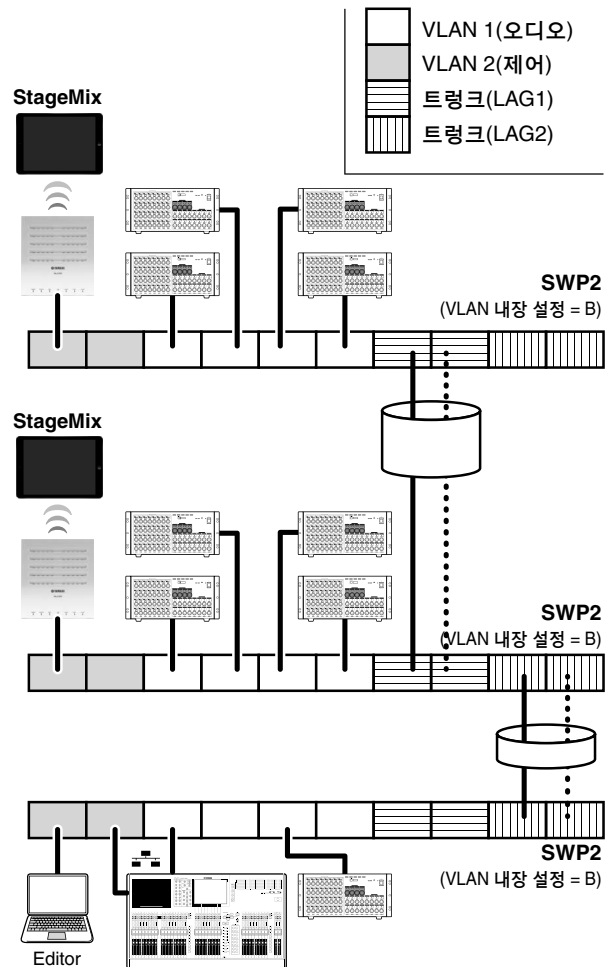 VLAN 1(오디오)
VLAN 2(제어)
트렁크(LAG1)
트렁크(LAG2)
StageMix
SWP2
(VLAN 내장 설정 = B)
StageMix
SWP2
(VLAN 내장 설정 = B)
SWP2
(VLAN 내장 설정 = B)
Editor